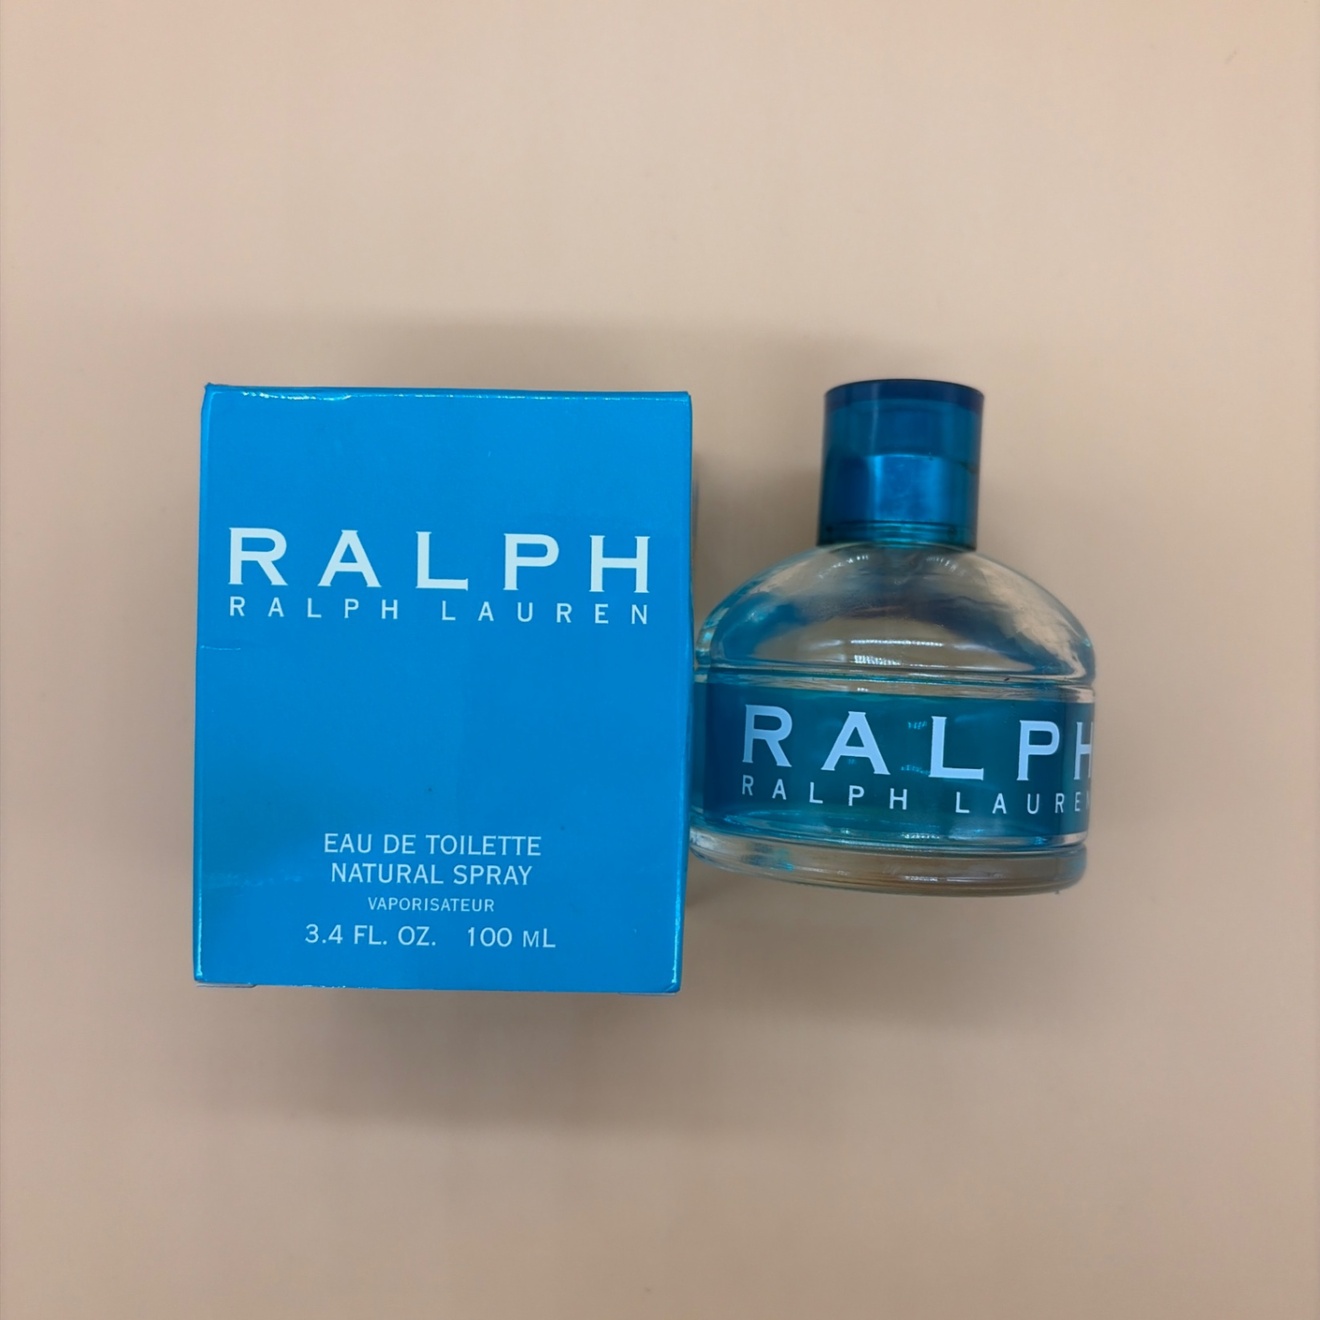 RALPH
RALPH LAUREN
EAU DE TOILETTE
NATURAL SPRAY
VAPORISATEUR
3.4 FL. OZ. 100 ML
RALPH
RALPH LAUREN